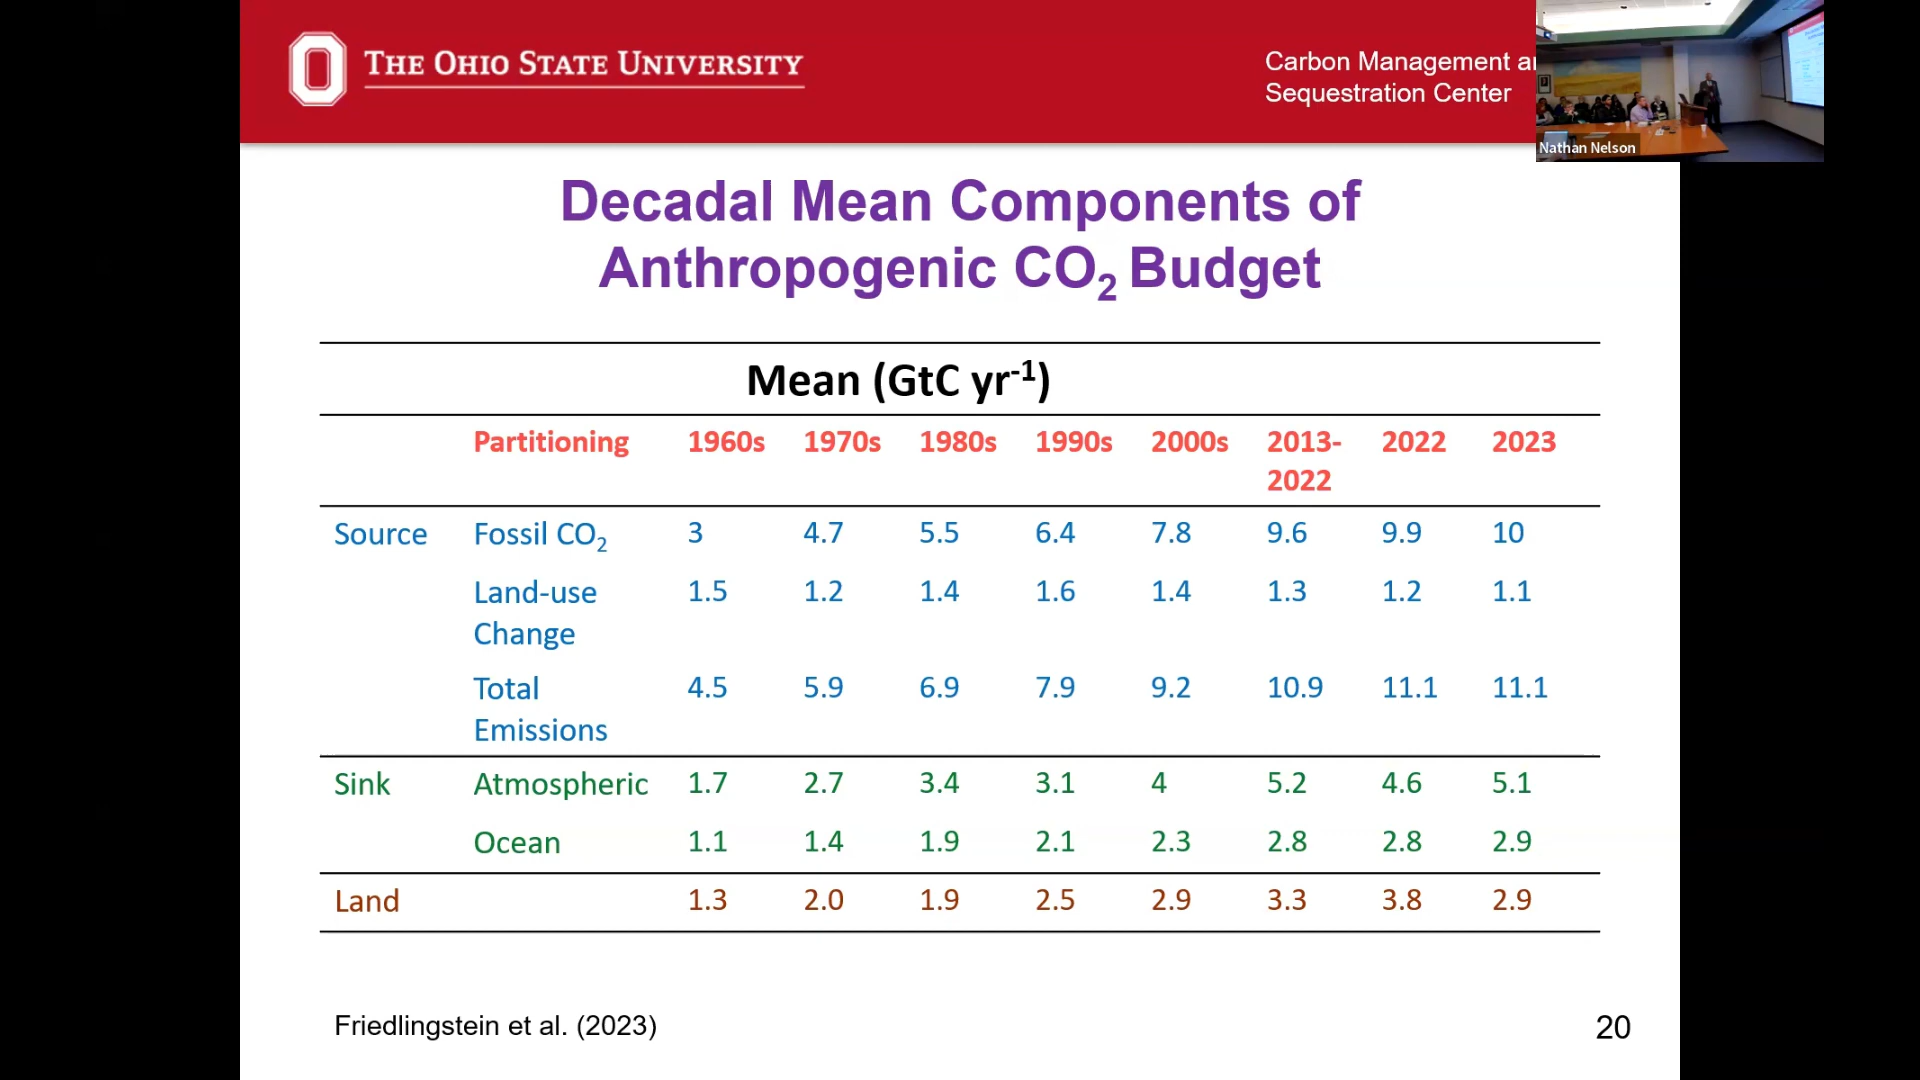 THE OHIO STATE UNIVERSITY
Carbon Management
Sequestration Center
Nathan Nelson
Decadal Mean Components of
Anthropogenic CO₂ Budget
Mean (GtC yr⁻¹)
Partitioning 1960s 1970s 1980s 1990s 2000s 2013- 2022 2023
2022
Source Fossil CO₂ 3 4.7 5.5 6.4 7.8 9.6 9.9 10
Land-use 1.5 1.2 1.4 1.6 1.4 1.3 1.2 1.1
Change
Total 4.5 5.9 6.9 7.9 9.2 10.9 11.1 11.1
Emissions
Sink Atmospheric 1.7 2.7 3.4 3.1 4 5.2 4.6 5.1
Ocean 1.1 1.4 1.9 2.1 2.3 2.8 2.8 2.9
Land 1.3 2.0 1.9 2.5 2.9 3.3 3.8 2.9
Friedlingstein et al. (2023)
20